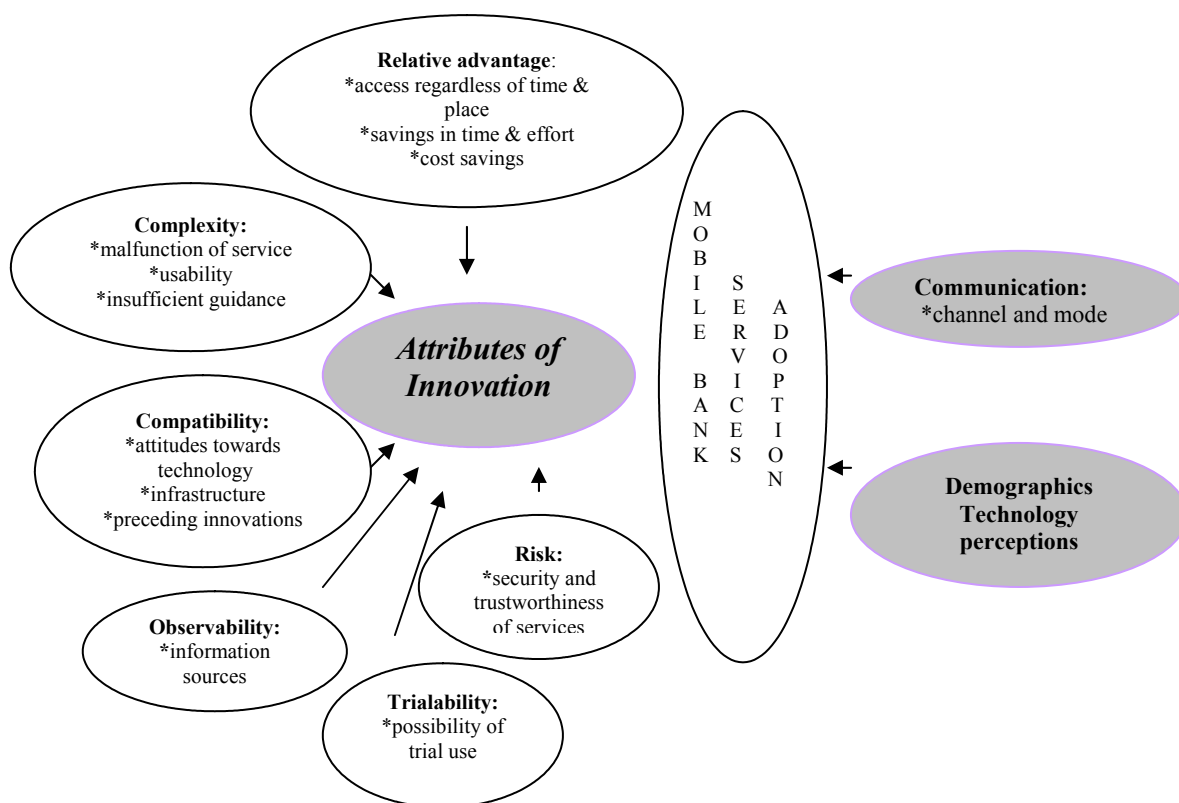 Relative advantage:
*access regardless of time &
place
*savings in time & effort
*cost savings
Complexity:
*malfunction of service
*usability
*insufficient guidance
Attributes of
Innovation
Compatibility:
*attitudes towards
technology
*infrastructure
*preceding innovations
Observability:
*information
sources
Trialability:
*possibility of
trial use
Risk:
*security and
trustworthiness
of services
MOBILE BANK
SERVICES
ADOPTION
Communication:
*channel and mode
Demographics
Technology
perceptions